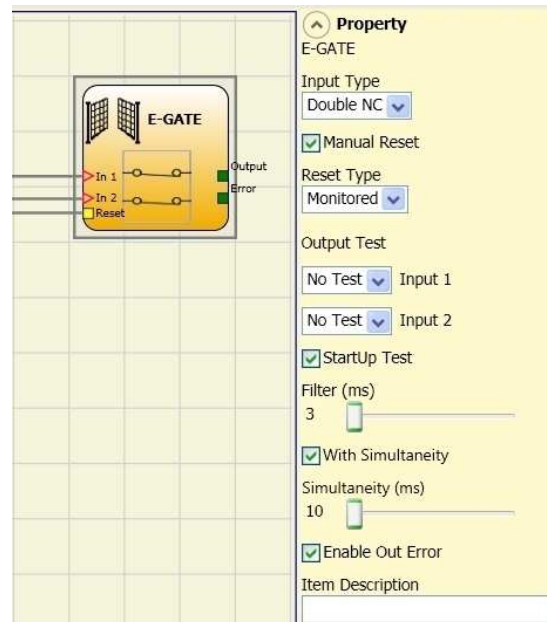 E-GATE
In 1
In 2
Reset
Output
Error
Property
E-GATE
Input Type
Double NC
Manual Reset
Reset Type
Monitored
Output Test
No Test Input 1
No Test Input 2
StartUp Test
Filter (ms)
3
With Simultaneity
Simultaneity (ms)
10
Enable Out Error
Item Description